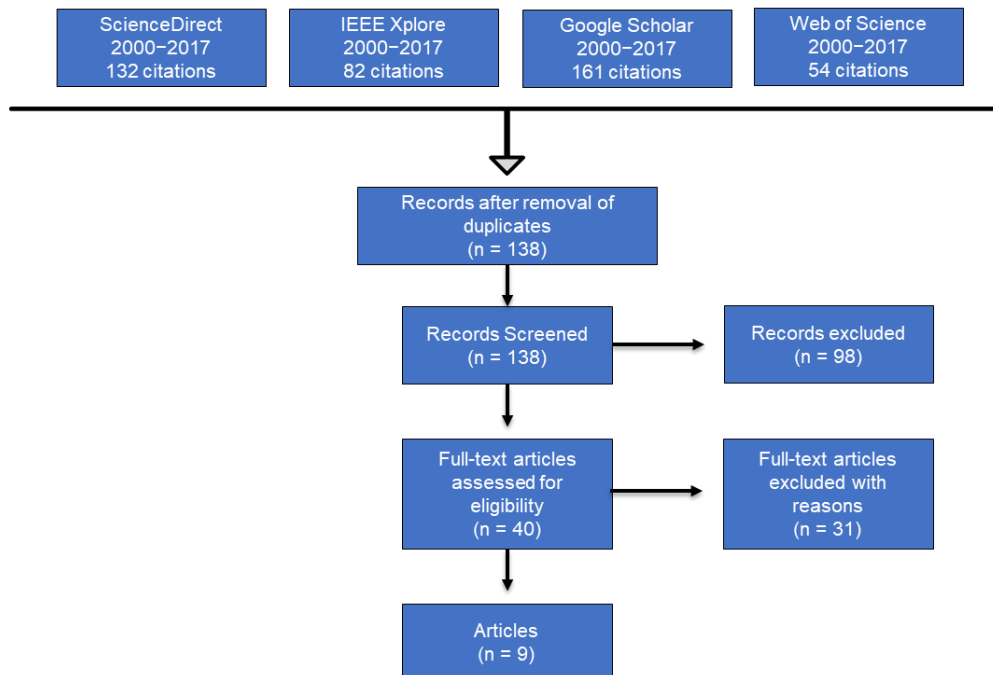 ScienceDirect
2000−2017
132 citations
IEEE Xplore
2000−2017
82 citations
Google Scholar
2000−2017
161 citations
Web of Science
2000−2017
54 citations
Records after removal of
duplicates
(n = 138)
Records Screened
(n = 138)
Records excluded
(n = 98)
Full-text articles
assessed for
eligibility
(n = 40)
Full-text articles
excluded with
reasons
(n = 31)
Articles
(n = 9)